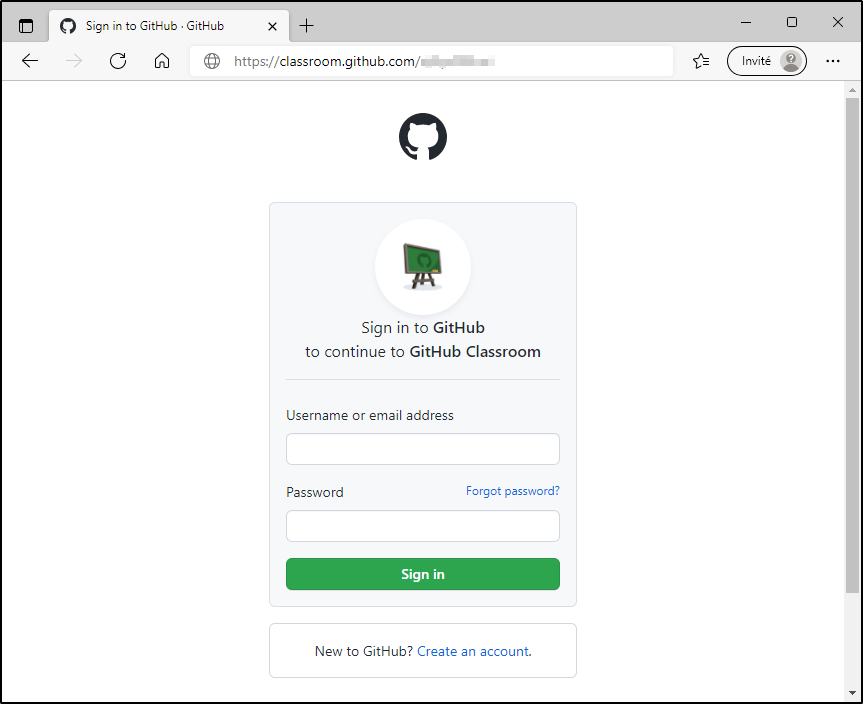 Sign in to GitHub · GitHub
https://classroom.github.com/
Invité
Sign in to GitHub
to continue to GitHub Classroom
Username or email address
Password Forgot password?
Sign in
New to GitHub? Create an account.